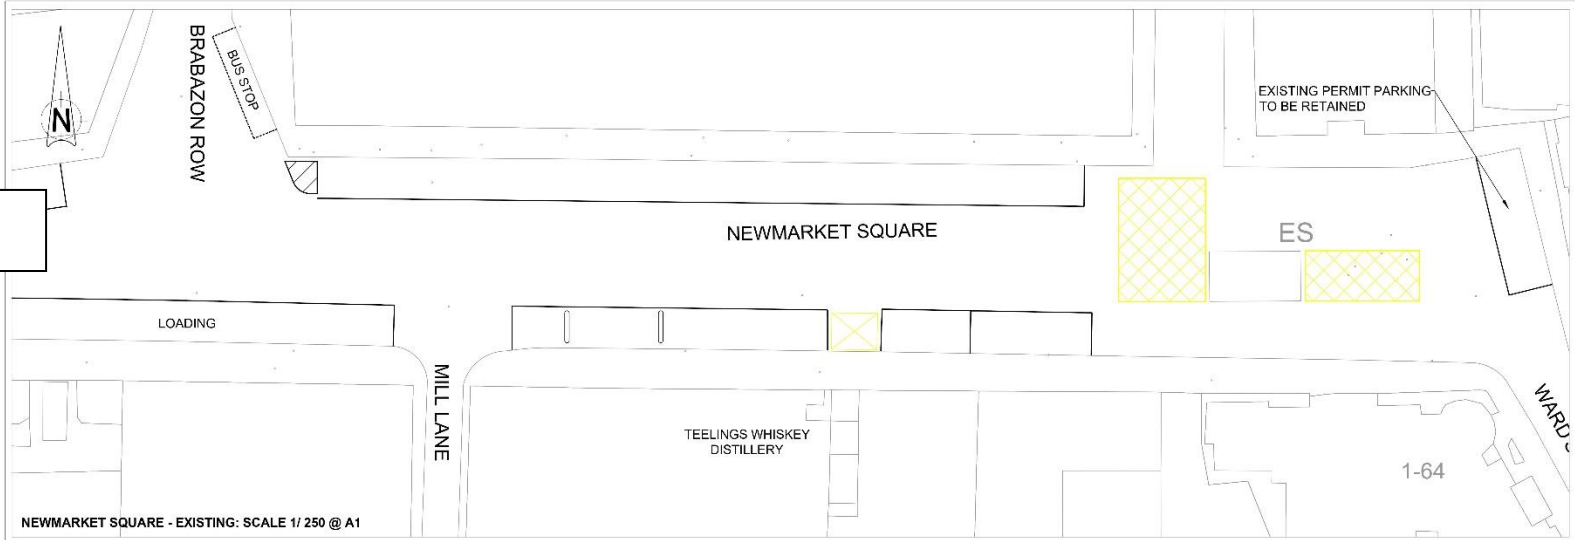 BRABAZON ROW
BUS STOP
N
EXISTING PERMIT PARKING
TO BE RETAINED
NEWMARKET SQUARE
ES
LOADING
MILL LANE
TEELINGS WHISKEY
DISTILLERY
1-64
NEWMARKET SQUARE - EXISTING: SCALE 1/ 250 @ A1